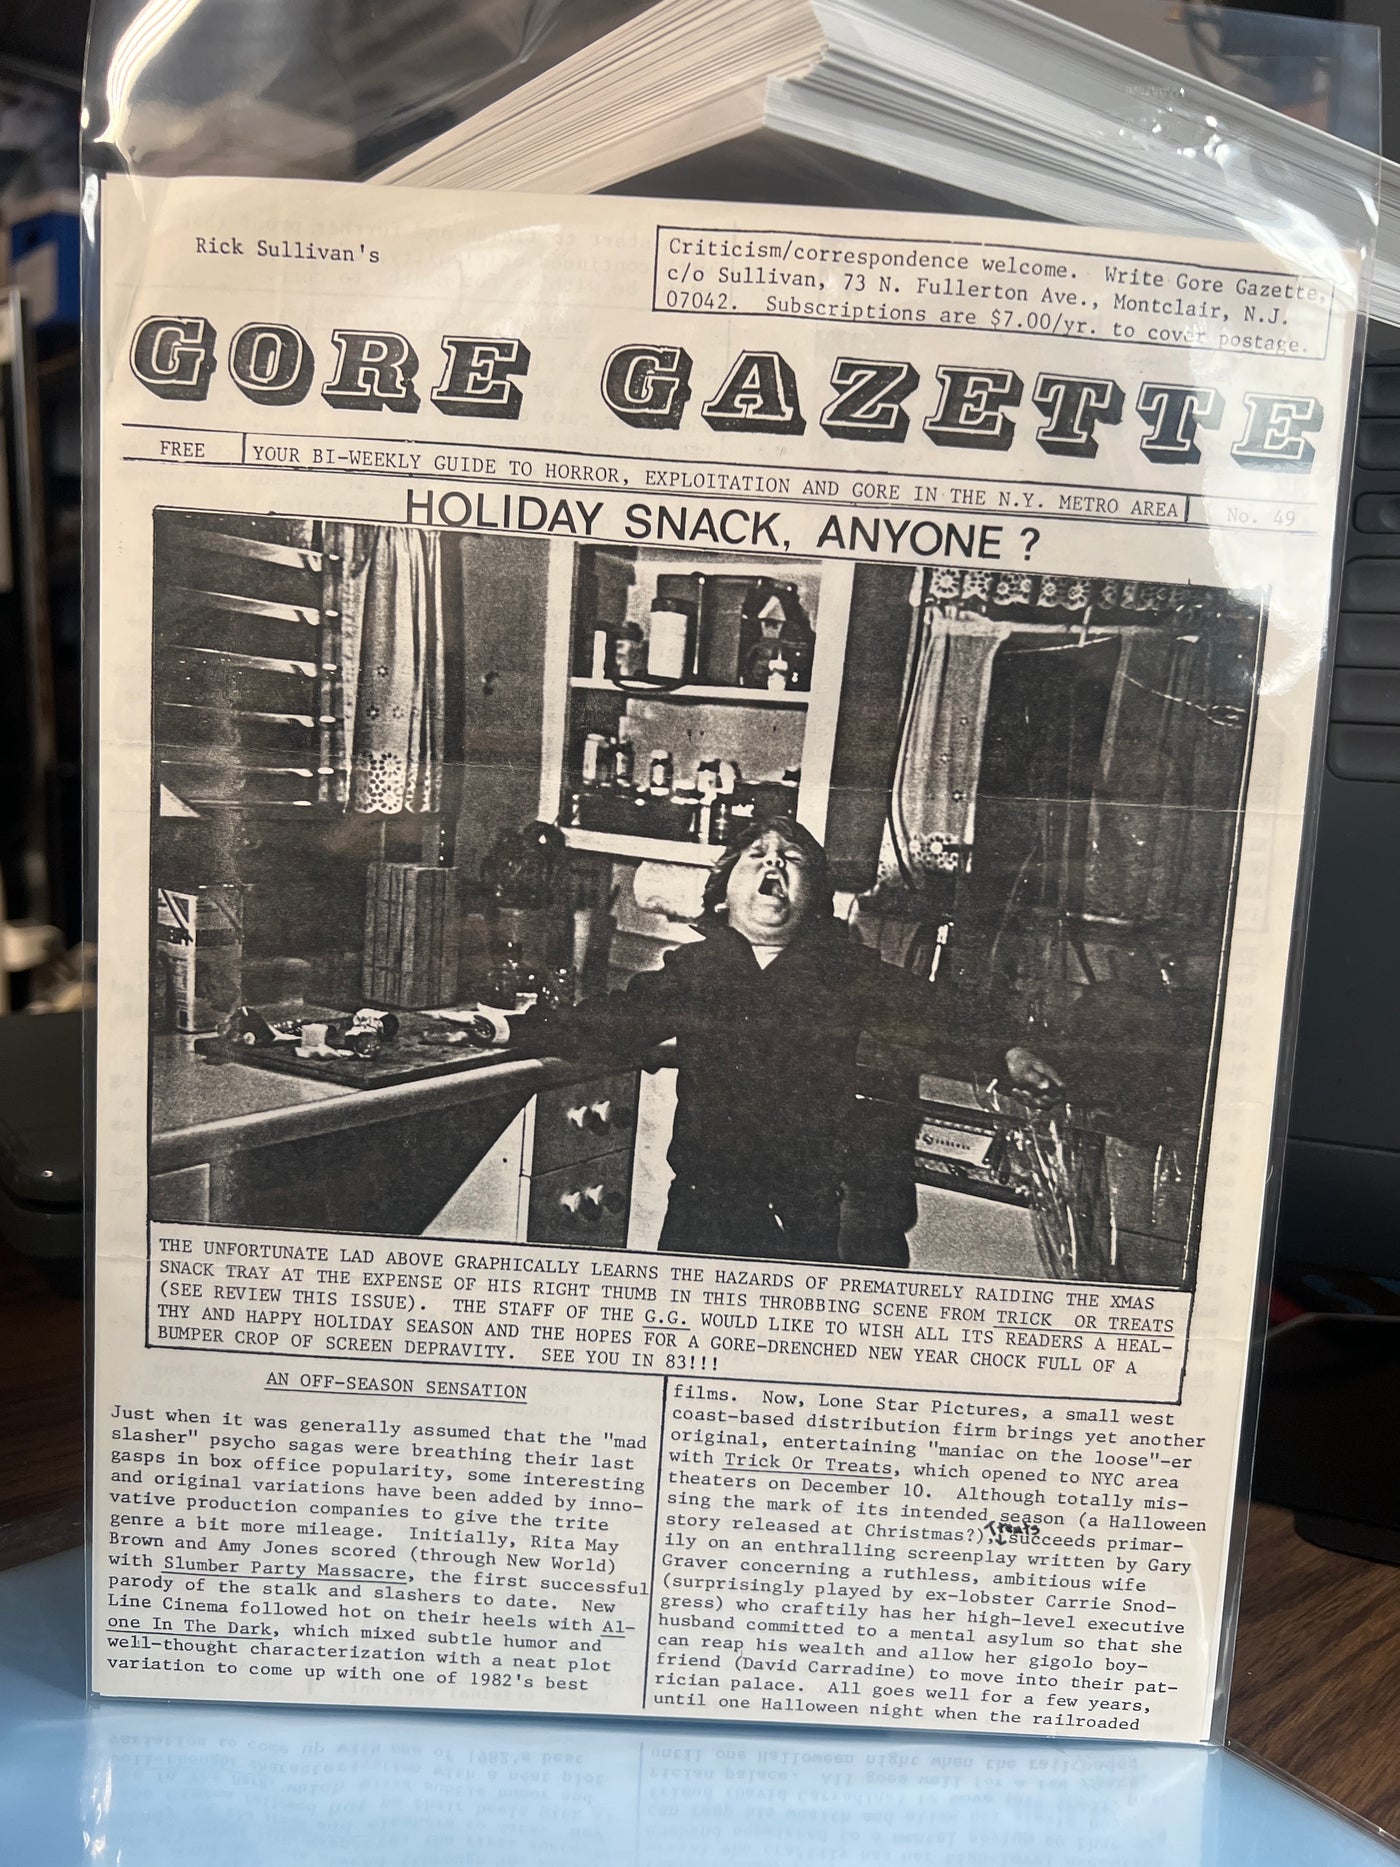 Rick Sullivan's
Criticism/correspondence welcome. Write Gore Gazette,
c/o Sullivan, 73 N. Fullerton Ave., Montclair, N.J.
07042. Subscriptions are $7.00/yr. to cover postage.
GORE GAZETTE
FREE
YOUR BI-WEEKLY GUIDE TO HORROR, EXPLOITATION AND GORE IN THE N.Y. METRO AREA
No. 49
HOLIDAY SNACK, ANYONE ?
THE UNFORTUNATE LAD ABOVE GRAPHICALLY LEARNS THE HAZARDS OF PREMATURELY RAIDING THE XMAS
SNACK TRAY AT THE EXPENSE OF HIS RIGHT THUMB IN THIS THROBBING SCENE FROM TRICK OR TREATS
(SEE REVIEW THIS ISSUE). THE STAFF OF THE G.G. WOULD LIKE TO WISH ALL ITS READERS A HEAL-
THY AND HAPPY HOLIDAY SEASON AND THE HOPES FOR A GORE-DRENCHED NEW YEAR CHOCK FULL OF A
BUMPER CROP OF SCREEN DEPRAVITY. SEE YOU IN 83!!!
AN OFF-SEASON SENSATION
Just when it was generally assumed that the "mad
slasher" psycho sagas were breathing their last
gasps in box office popularity, some interesting
and original variations have been added by inno-
vative production companies to give the trite
genre a bit more mileage. Initially, Rita May
Brown and Amy Jones scored (through New World)
with Slumber Party Massacre, the first successful
parody of the stalk and slashers to date. New
Line Cinema followed hot on their heels with Al-
one In The Dark, which mixed subtle humor and
well-thought characterization with a neat plot
variation to come up with one of 1982's best
films. Now, Lone Star Pictures, a small west
coast-based distribution firm brings yet another
original, entertaining "maniac on the loose"-er
with Trick Or Treats, which opened to NYC area
theaters on December 10. Although totally mis-
sing the mark of its intended season (a Halloween
story released at Christmas?), Treats succeeds primar-
ily on an enthralling screenplay written by Gary
Graver concerning a ruthless, ambitious wife
(surprisingly played by ex-lobster Carrie Snod-
gress) who craftily has her high-level executive
husband committed to a mental asylum so that she
can reap his wealth and allow her gigolo boy-
friend (David Carradine) to move into their pat-
rician palace. All goes well for a few years,
until one Halloween night when the railroaded